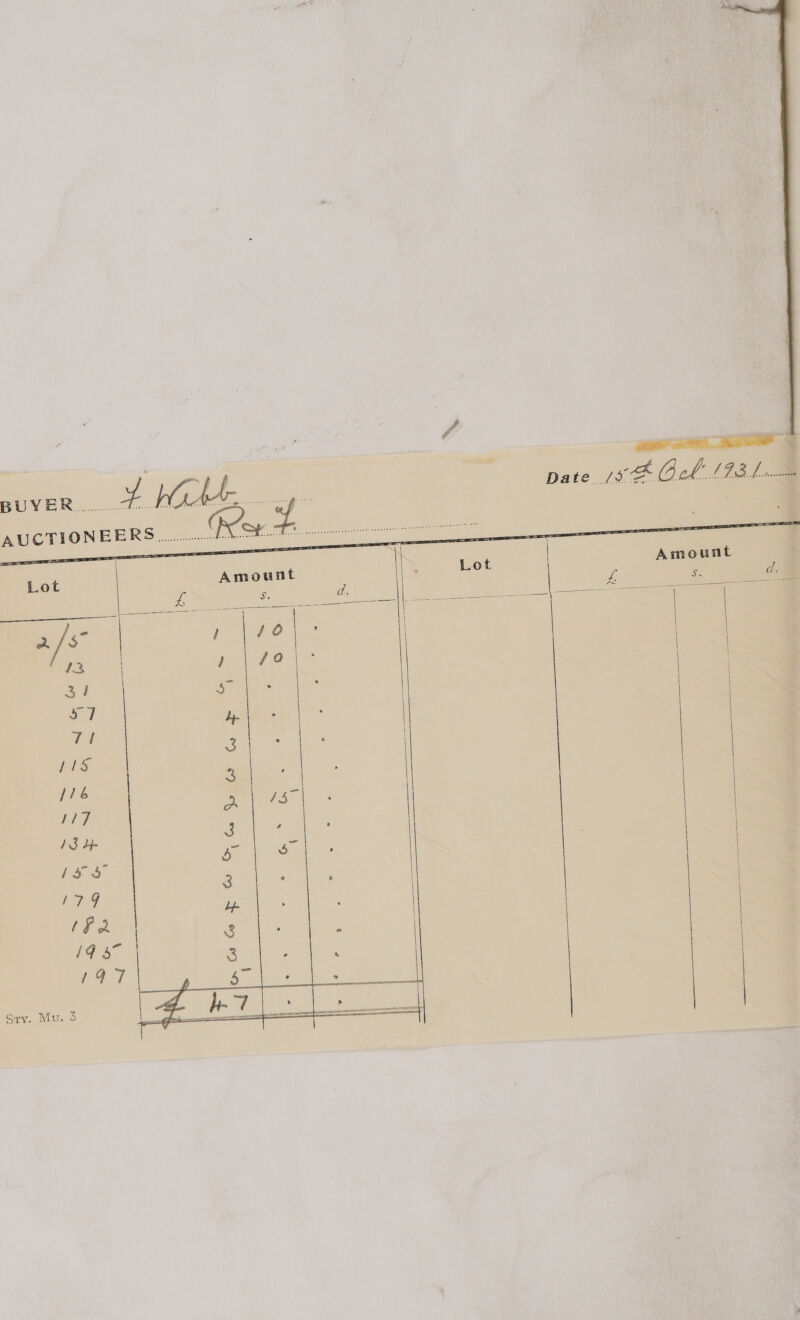 BUYER
Date 15th Oct 1931
AUCTIONEERS R & F
Lot Amount Lot Amount
£ s. d. £ s. d.
2/5 1 10 .
13 1 10 .
31 5 . .
57 4 . .
71 3 . .
115 3 . .
116 2 15 .
117 3 . .
134 5 5 .
155 3 . .
179 4 . .
182 3 . .
195 3 . .
197 5 . .
£ 47 . .
STY. MU. 3